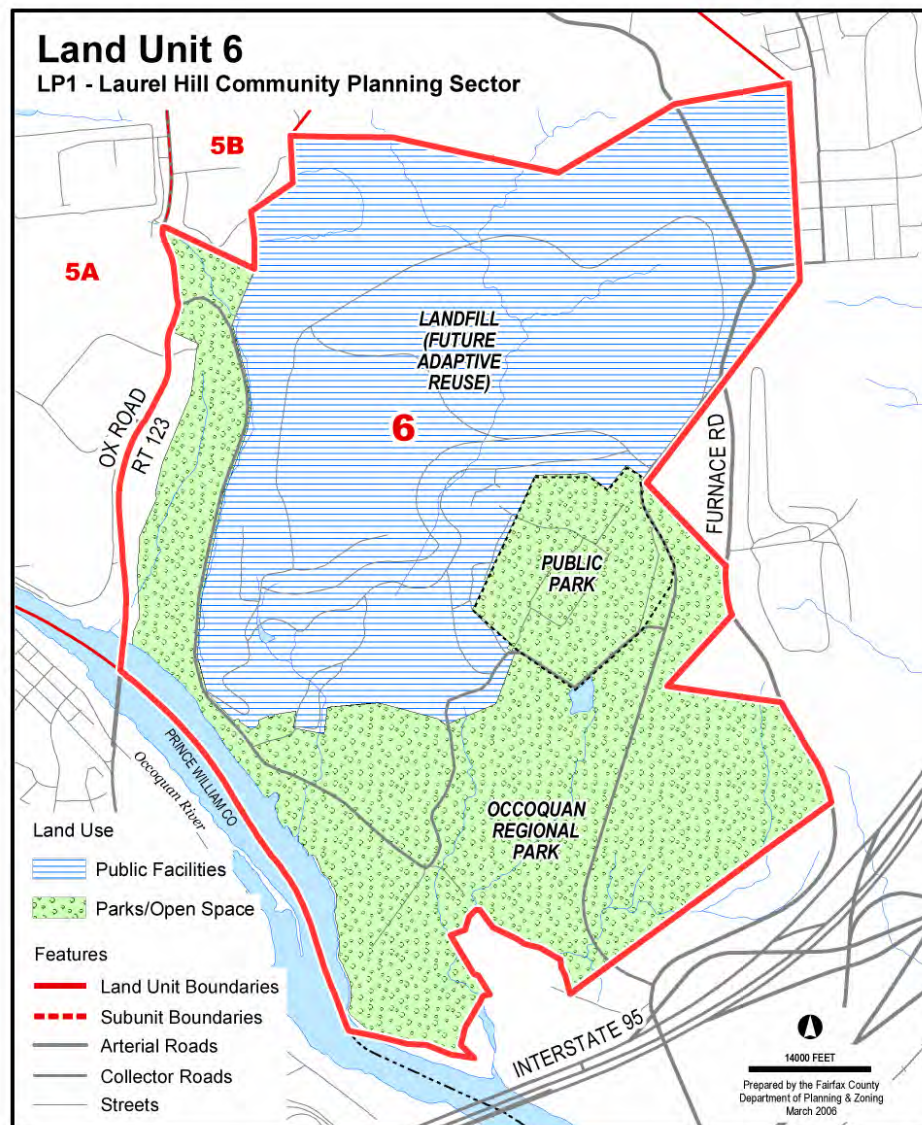 Land Unit 6
LP1 - Laurel Hill Community Planning Sector
5B
5A
LANDFILL
(FUTURE
ADAPTIVE
REUSE)
6
OX ROAD
RT 123
FURNACE RD
PUBLIC
PARK
PRINCE WILLIAM CO
Occoquan River
OCCOQUAN
REGIONAL
PARK
INTERSTATE 95
Land Use
Public Facilities
Parks/Open Space
Features
Land Unit Boundaries
Subunit Boundaries
Arterial Roads
Collector Roads
Streets
14000 FEET
Prepared by the Fairfax County
Department of Planning & Zoning
March 2006